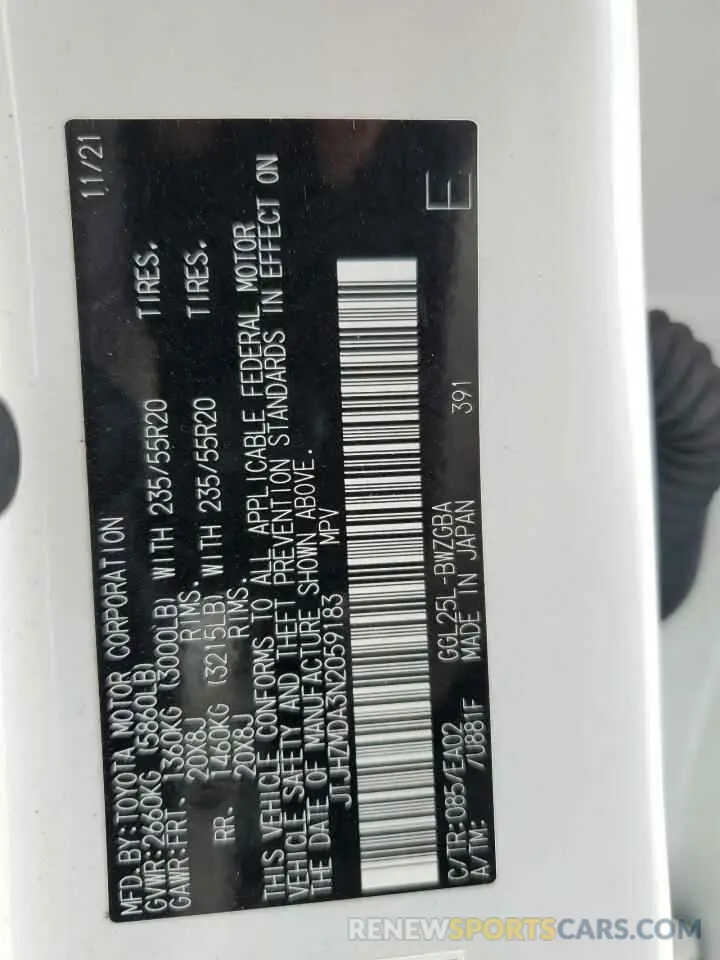 MFD.BY:TOYOTA MOTOR CORPORATION 11/21
GVWR:2660KG (5860LB)
GAWR:FRT. 1360KG (3000LB) WITH 235/55R20 TIRES.
20X8J RIMS.
RR. 1460KG (3215LB) WITH 235/55R20 TIRES.
20X8J RIMS.
THIS VEHICLE CONFORMS TO ALL APPLICABLE FEDERAL MOTOR
VEHICLE SAFETY AND THEFT PREVENTION STANDARDS IN EFFECT ON
THE DATE OF MANUFACTURE SHOWN ABOVE.
JTJHZMDA3N2059183 MPV
C/TR:085/EA02 GGL25L-BWZGBA
A/TM: /U881F MADE IN JAPAN 391
E
RENEWSPORTSCARS.COM